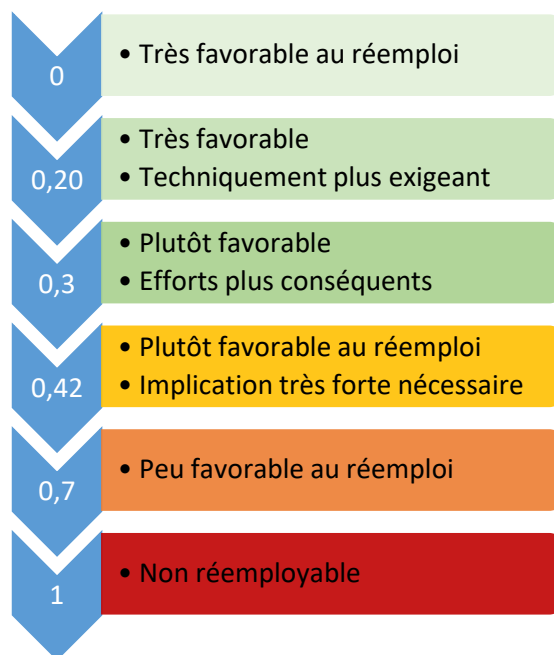 0
• Très favorable au réemploi
0,20
• Très favorable
• Techniquement plus exigeant
0,3
• Plutôt favorable
• Efforts plus conséquents
0,42
• Plutôt favorable au réemploi
• Implication très forte nécessaire
0,7
• Peu favorable au réemploi
1
• Non réemployable